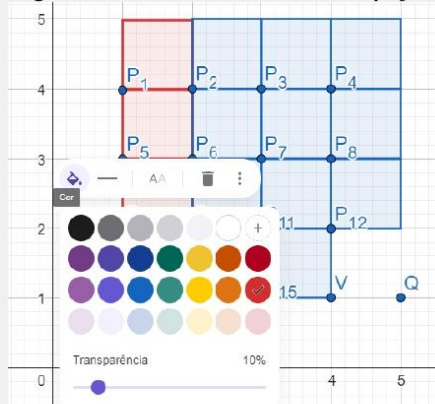 5
P1 P2 P3 P4
4
P5 P6 P7 P8
3
AA
Cor
2
11 P12
+
15 V Q
1
Transparência 10%
0 4 5